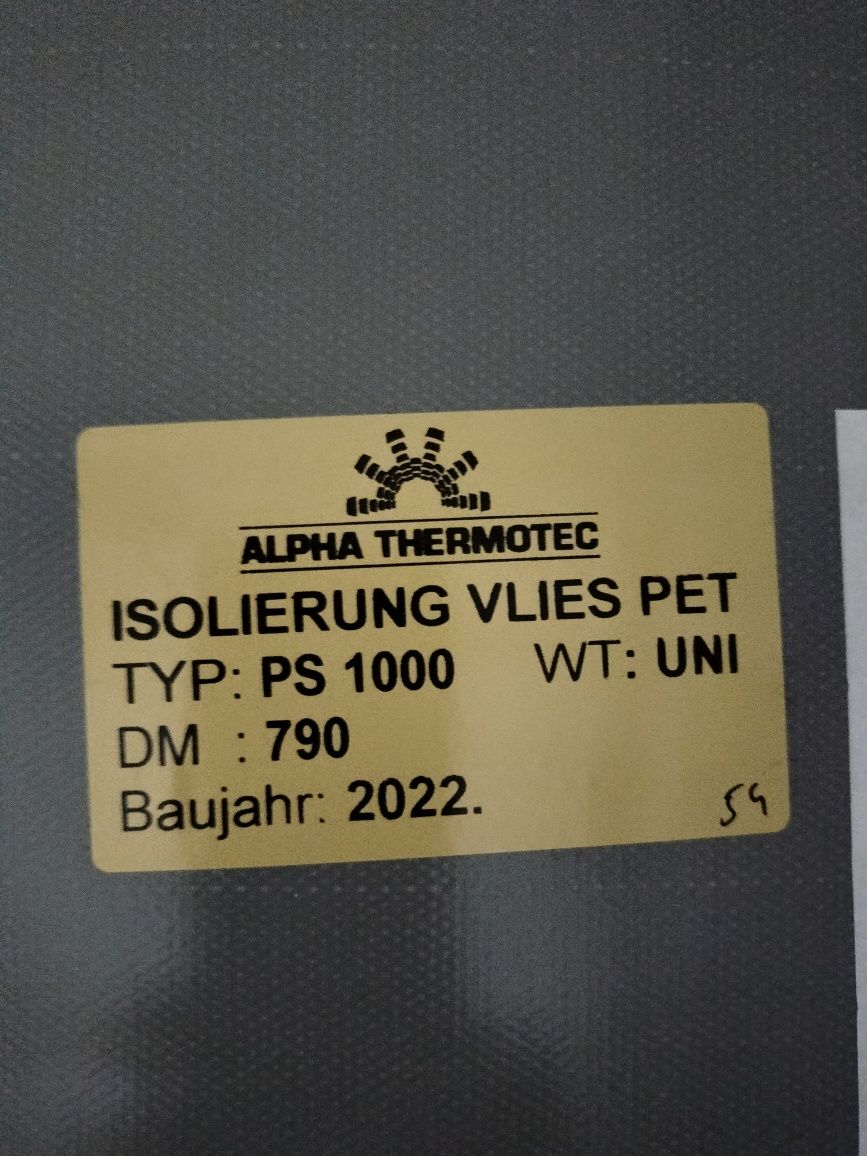 ALPHA THERMOTEC
ISOLIERUNG VLIES PET
TYP: PS 1000 WT: UNI
DM : 790
Baujahr: 2022.